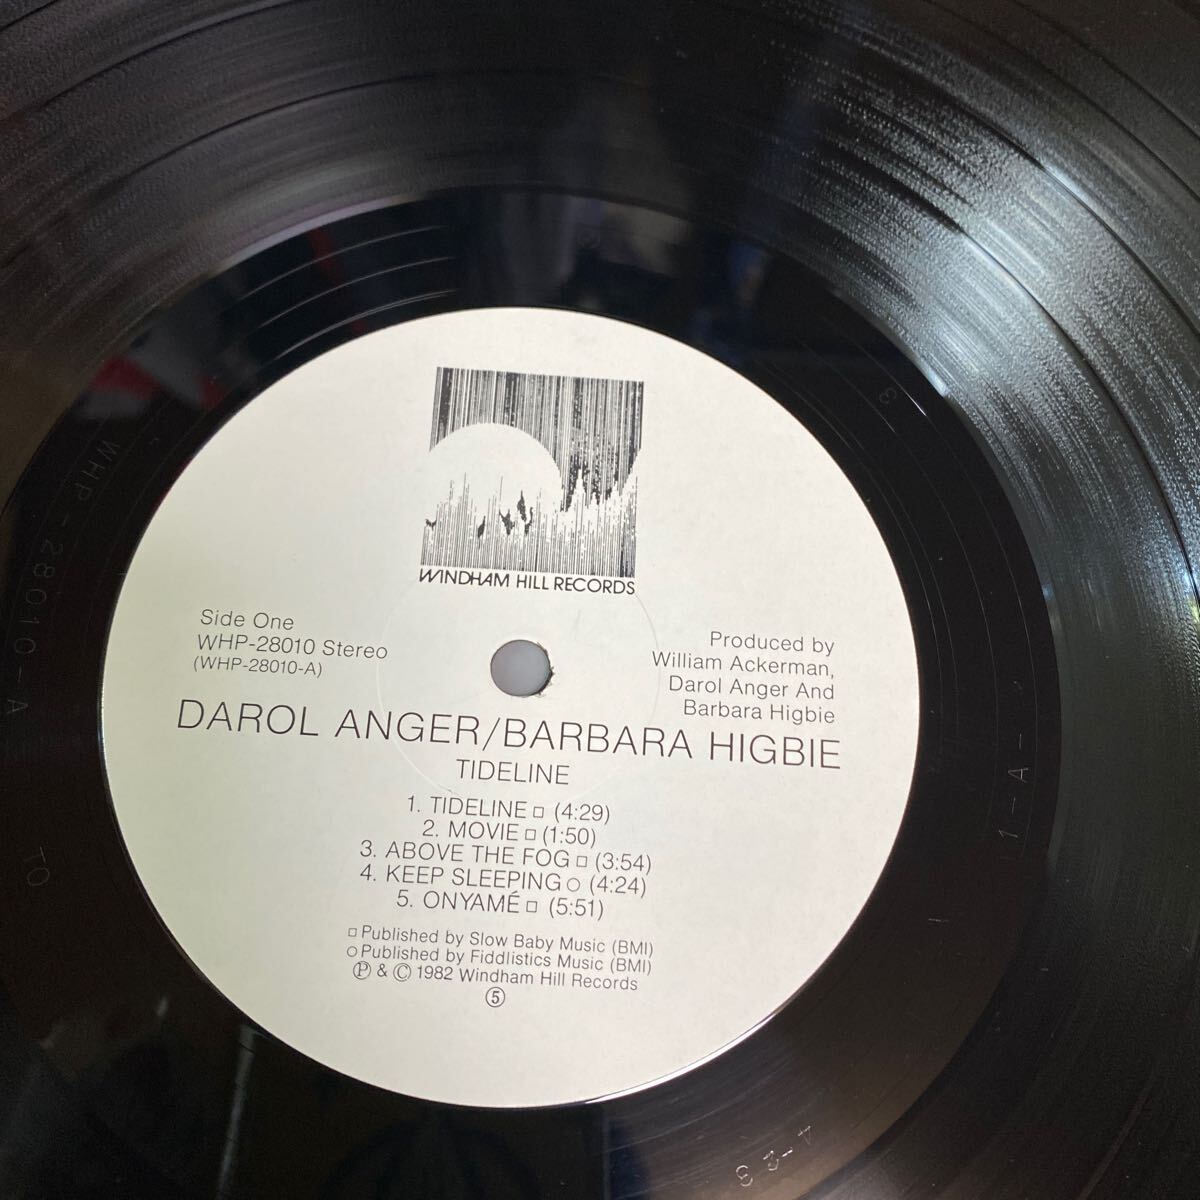 WINDHAM HILL RECORDS
Side One
WHP-28010 Stereo
(WHP-28010-A)
Produced by
William Ackerman,
Darol Anger And
Barbara Higbie
DAROL ANGER/BARBARA HIGBIE
TIDELINE
1. TIDELINE □ (4:29)
2. MOVIE □ (1:50)
3. ABOVE THE FOG □ (3:54)
4. KEEP SLEEPING ○ (4:24)
5. ONYAMÉ □ (5:51)
□ Published by Slow Baby Music (BMI)
○ Published by Fiddlistics Music (BMI)
Ⓟ & © 1982 Windham Hill Records
⑤
WHP-28010-A
TO
1-A-
3